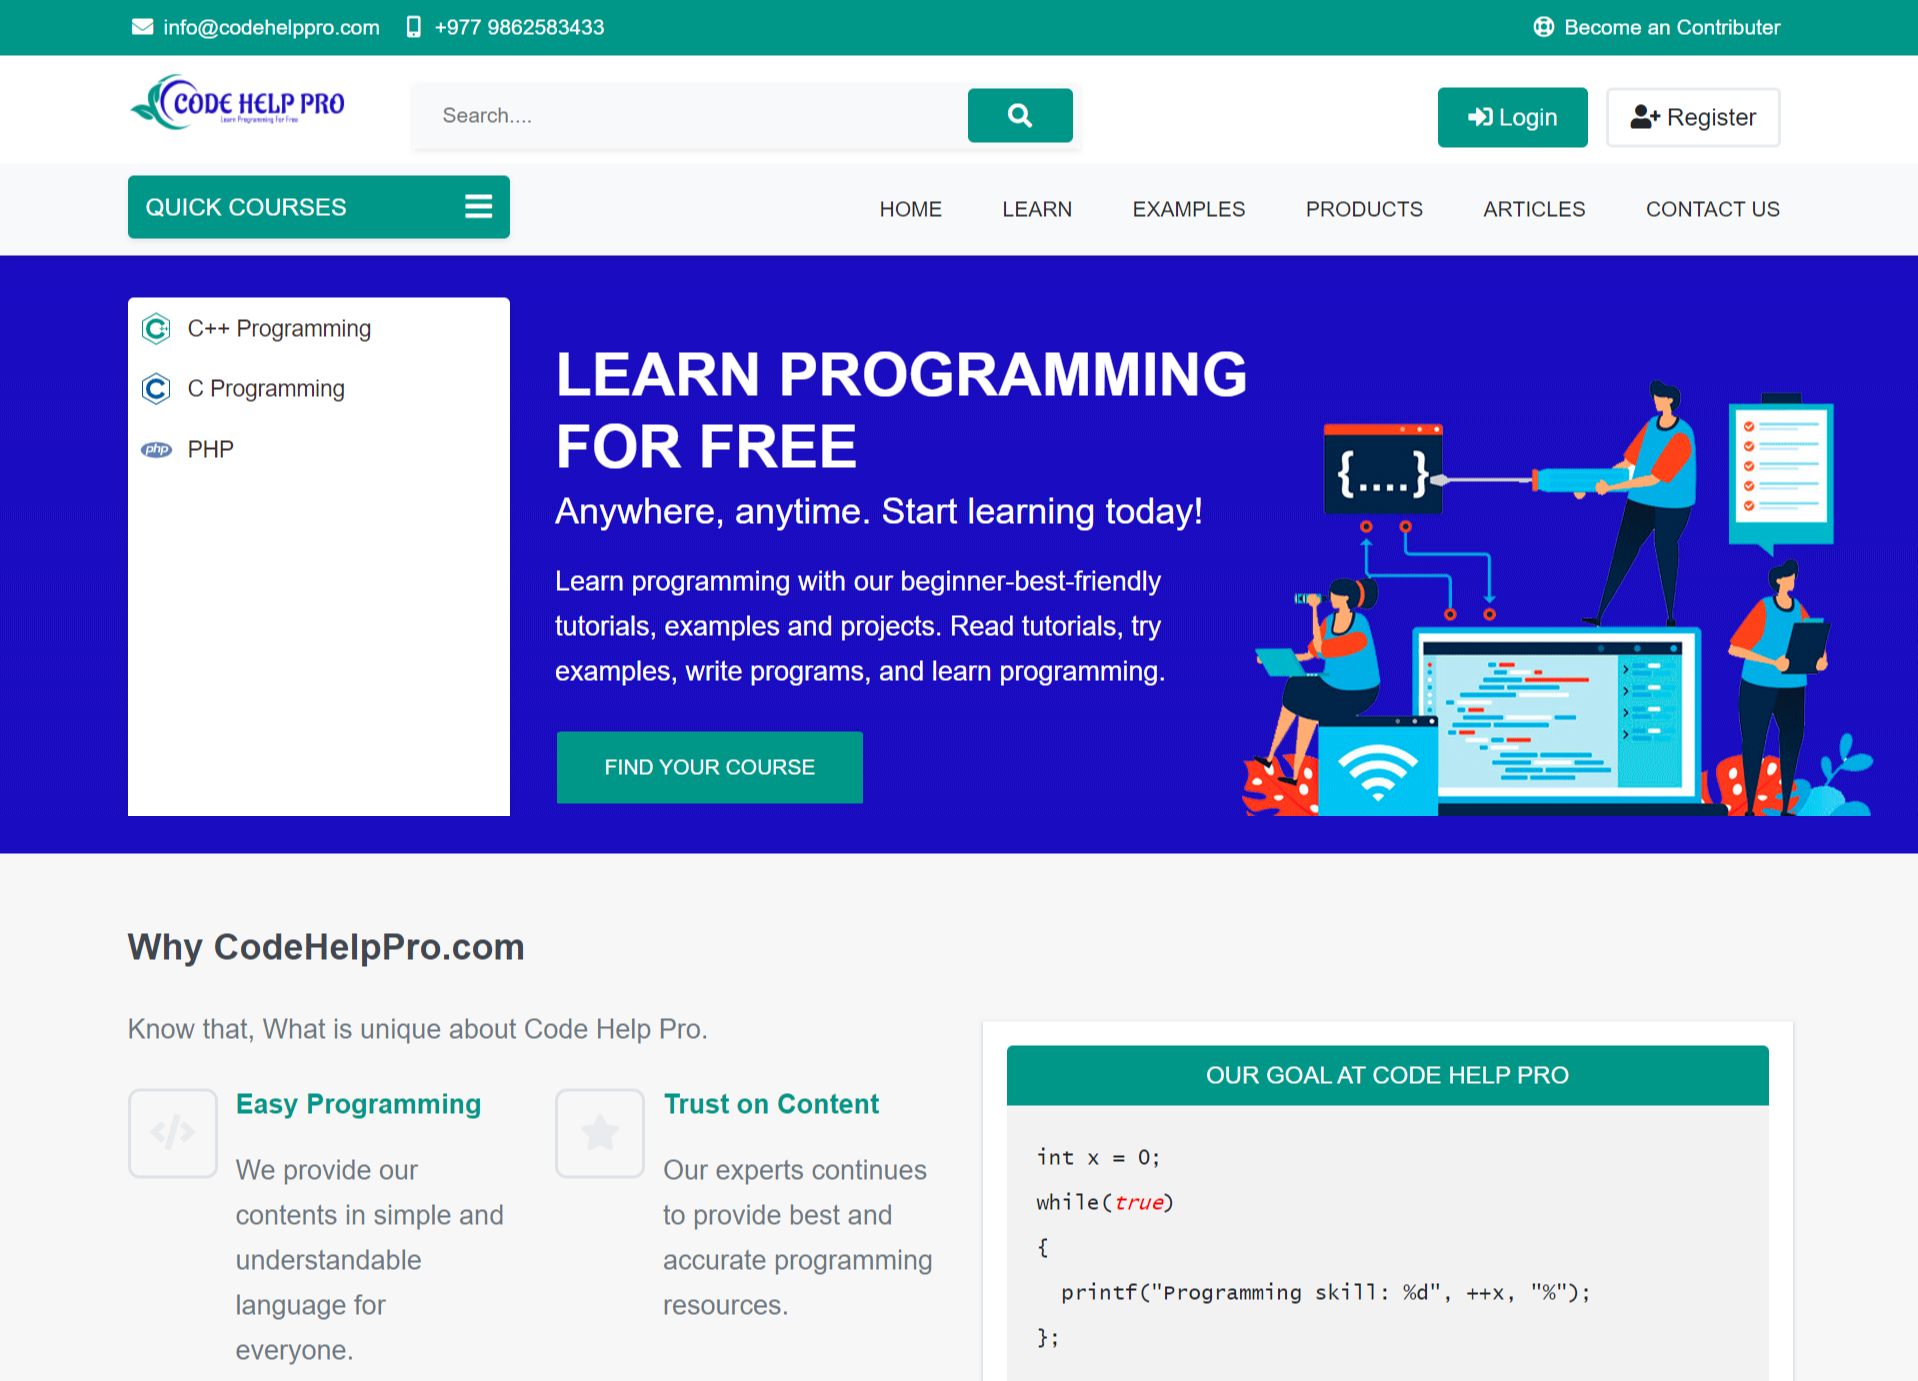 info@codehelppro.com +977 9862583433 Become an Contributer
CODE HELP PRO
Learn Programming For Free
Search....
Login
Register
QUICK COURSES
HOME LEARN EXAMPLES PRODUCTS ARTICLES CONTACT US
C++ Programming
C Programming
php PHP
LEARN PROGRAMMING
FOR FREE
Anywhere, anytime. Start learning today!
Learn programming with our beginner-best-friendly
tutorials, examples and projects. Read tutorials, try
examples, write programs, and learn programming.
FIND YOUR COURSE
{....}
Why CodeHelpPro.com
Know that, What is unique about Code Help Pro.
Easy Programming
We provide our
contents in simple and
understandable
language for
everyone.
Trust on Content
Our experts continues
to provide best and
accurate programming
resources.
OUR GOAL AT CODE HELP PRO
int x = 0;
while(true)
{
printf("Programming skill: %d", ++x, "%");
};